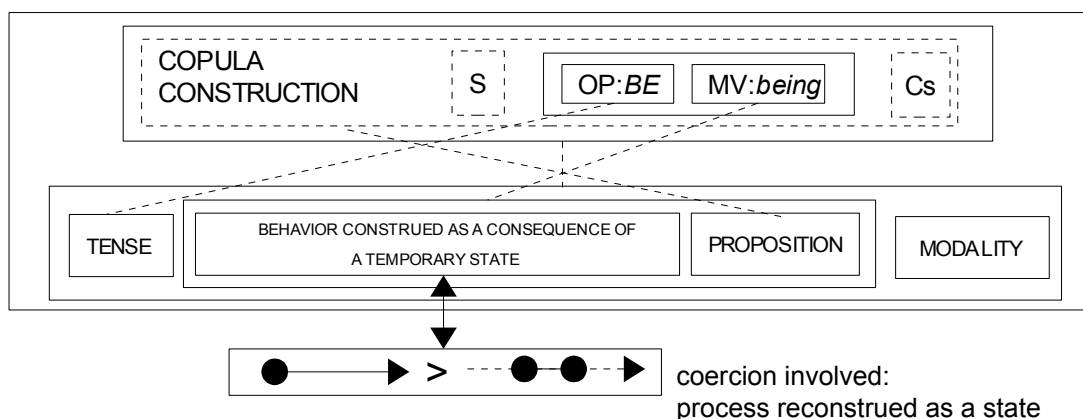 COPULA
CONSTRUCTION
S
OP:BE
MV:being
Cs
TENSE
BEHAVIOR CONSTRUED AS A CONSEQUENCE OF
A TEMPORARY STATE
PROPOSITION
MODALITY
>
coercion involved:
process reconstrued as a state